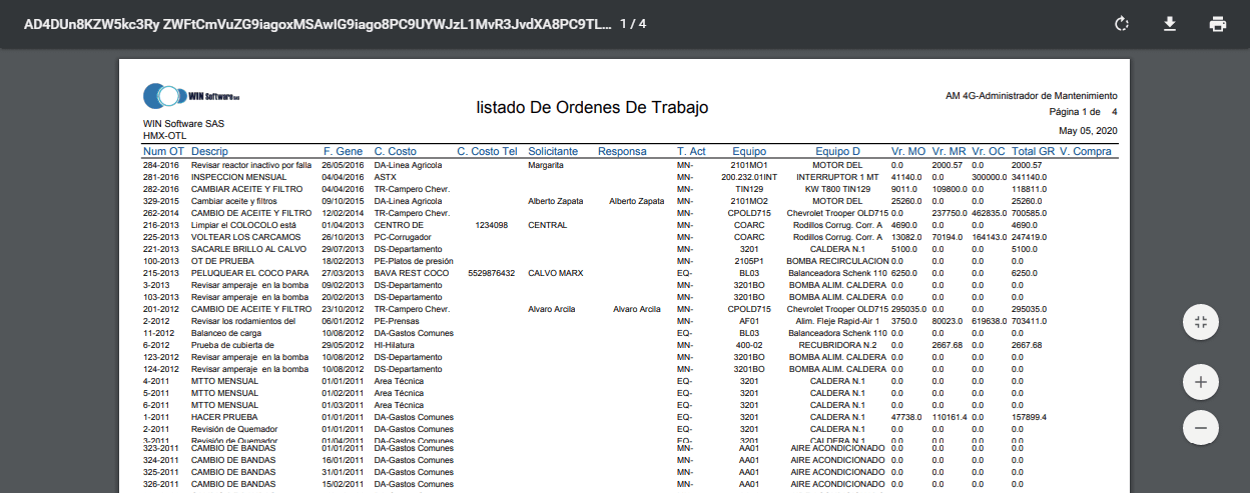 AD4DUn8KZW5kc3Ry ZWFtCmVuZG9iagoxMSAwIG9iago8PC9UYWJzL1MvR3JvdXA8PC9TL... 1 / 4
WIN Software SAS
AM 4G-Administrador de Mantenimiento
listado De Ordenes De Trabajo
Página 1 de 4
WIN Software SAS
May 05, 2020
HMX-OTL
Num OT Descrip F. Gene C. Costo C. Costo Tel Solicitante Responsa T. Act Equipo Equipo D Vr. MO Vr. MR Vr. OC Total GR V. Compra
284-2016 Revisar reactor inactivo por falla 26/05/2016 DA-Linea Agricola Margarita MN- 2101MO1 MOTOR DEL 0.0 2000.57 0.0 2000.57
281-2016 INSPECCION MENSUAL 04/04/2016 ASTX MN- 200.232.01INT INTERRUPTOR 1 MT 41140.0 0.0 300000.0 341140.0
282-2016 CAMBIAR ACEITE Y FILTRO 04/04/2016 TR-Campero Chevr. MN- TIN129 KW T800 TIN129 9011.0 109800.0 0.0 118811.0
329-2015 Cambiar aceite y filtros 09/10/2015 DA-Linea Agricola Alberto Zapata Alberto Zapata MN- 2101MO2 MOTOR DEL 25260.0 0.0 0.0 25260.0
262-2014 CAMBIO DE ACEITE Y FILTRO 12/02/2014 TR-Campero Chevr. MN- CPOLD715 Chevrolet Trooper OLD715 0.0 237750.0 462835.0 700585.0
216-2013 Limpiar el COLOCOLO está 01/04/2013 CENTRO DE 1234098 CENTRAL MN- COARC Rodillos Corrug. Corr. A 4690.0 0.0 0.0 4690.0
225-2013 VOLTEAR LOS CARCAMOS 26/10/2013 PC-Corrugador MN- COARC Rodillos Corrug. Corr. A 13082.0 70194.0 164143.0 247419.0
221-2013 SACARLE BRILLO AL CALVO 29/07/2013 DS-Departamento MN- 3201 CALDERA N.1 5100.0 0.0 0.0 5100.0
100-2013 OT DE PRUEBA 18/02/2013 PE-Platos de presión MN- 2105P1 BOMBA RECIRCULACION 0.0 0.0 0.0 0.0
215-2013 PELUQUEAR EL COCO PARA 27/03/2013 BAVA REST COCO 5529876432 CALVO MARX EQ- BL03 Balanceadora Schenk 110 6250.0 0.0 0.0 6250.0
3-2013 Revisar amperaje en la bomba 09/02/2013 DS-Departamento MN- 3201BO BOMBA ALIM. CALDERA 0.0 0.0 0.0 0.0
103-2013 Revisar amperaje en la bomba 20/02/2013 DS-Departamento MN- 3201BO BOMBA ALIM. CALDERA 0.0 0.0 0.0 0.0
201-2012 CAMBIO DE ACEITE Y FILTRO 23/10/2012 TR-Campero Chevr. Alvaro Arcila Alvaro Arcila MN- CPOLD715 Chevrolet Trooper OLD715 295035.0 0.0 0.0 295035.0
2-2012 Revisar los rodamientos del 06/01/2012 PE-Prensas MN- AF01 Alim. Fleje Rapid-Air 1 3750.0 80023.0 619638.0 703411.0
11-2012 Balanceo de carga 10/08/2012 DA-Gastos Comunes EQ- BL03 Balanceadora Schenk 110 0.0 0.0 0.0 0.0
6-2012 Prueba de cubierta de 29/05/2012 HI-Hilatura MN- 400-02 RECUBRIDORA N.2 0.0 2667.68 0.0 2667.68
123-2012 Revisar amperaje en la bomba 10/08/2012 DS-Departamento MN- 3201BO BOMBA ALIM. CALDERA 0.0 0.0 0.0 0.0
124-2012 Revisar amperaje en la bomba 10/08/2012 DS-Departamento MN- 3201BO BOMBA ALIM. CALDERA 0.0 0.0 0.0 0.0
4-2011 MTTO MENSUAL 01/01/2011 Area Técnica EQ- 3201 CALDERA N.1 0.0 0.0 0.0 0.0
5-2011 MTTO MENSUAL 01/02/2011 Area Técnica EQ- 3201 CALDERA N.1 0.0 0.0 0.0 0.0
6-2011 MTTO MENSUAL 01/03/2011 Area Técnica EQ- 3201 CALDERA N.1 0.0 0.0 0.0 0.0
1-2011 HACER PRUEBA 01/01/2011 DA-Gastos Comunes EQ- 3201 CALDERA N.1 47738.0 110161.4 0.0 157899.4
2-2011 Revisión de Quemador 01/01/2011 DA-Gastos Comunes EQ- 3201 CALDERA N.1 0.0 0.0 0.0 0.0
3-2011 Revisión de Quemador 01/04/2011 DA-Gastos Comunes EQ- 3201 CALDERA N.1 0.0 0.0 0.0 0.0
323-2011 CAMBIO DE BANDAS 01/01/2011 DA-Gastos Comunes MN- AA01 AIRE ACONDICIONADO 0.0 0.0 0.0 0.0
324-2011 CAMBIO DE BANDAS 16/01/2011 DA-Gastos Comunes MN- AA01 AIRE ACONDICIONADO 0.0 0.0 0.0 0.0
325-2011 CAMBIO DE BANDAS 31/01/2011 DA-Gastos Comunes MN- AA01 AIRE ACONDICIONADO 0.0 0.0 0.0 0.0
326-2011 CAMBIO DE BANDAS 15/02/2011 DA-Gastos Comunes MN- AA01 AIRE ACONDICIONADO 0.0 0.0 0.0 0.0